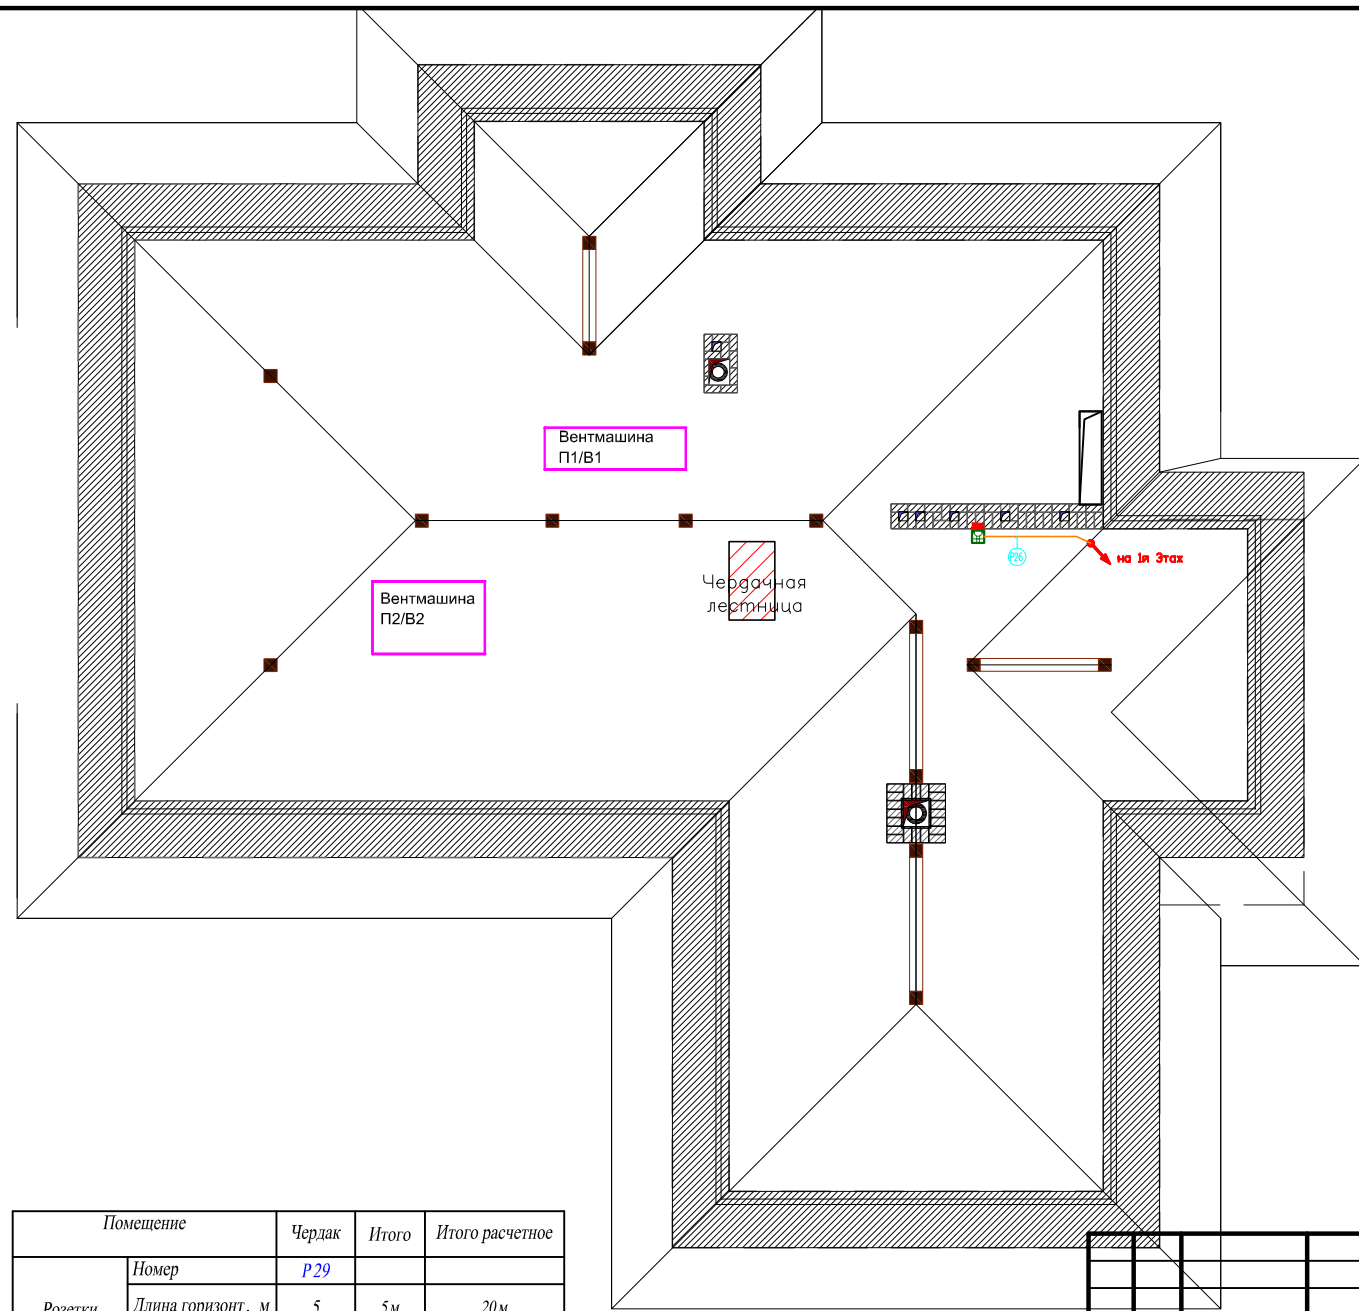 Вентмашина
П1/В1
Вентмашина
П2/В2
Чердачная
лестница
Р26
на 1й Этаж
Помещение Чердак Итого Итого расчетное
Розетки Номер Р29
Длина горизонт., м 5 5м 20м